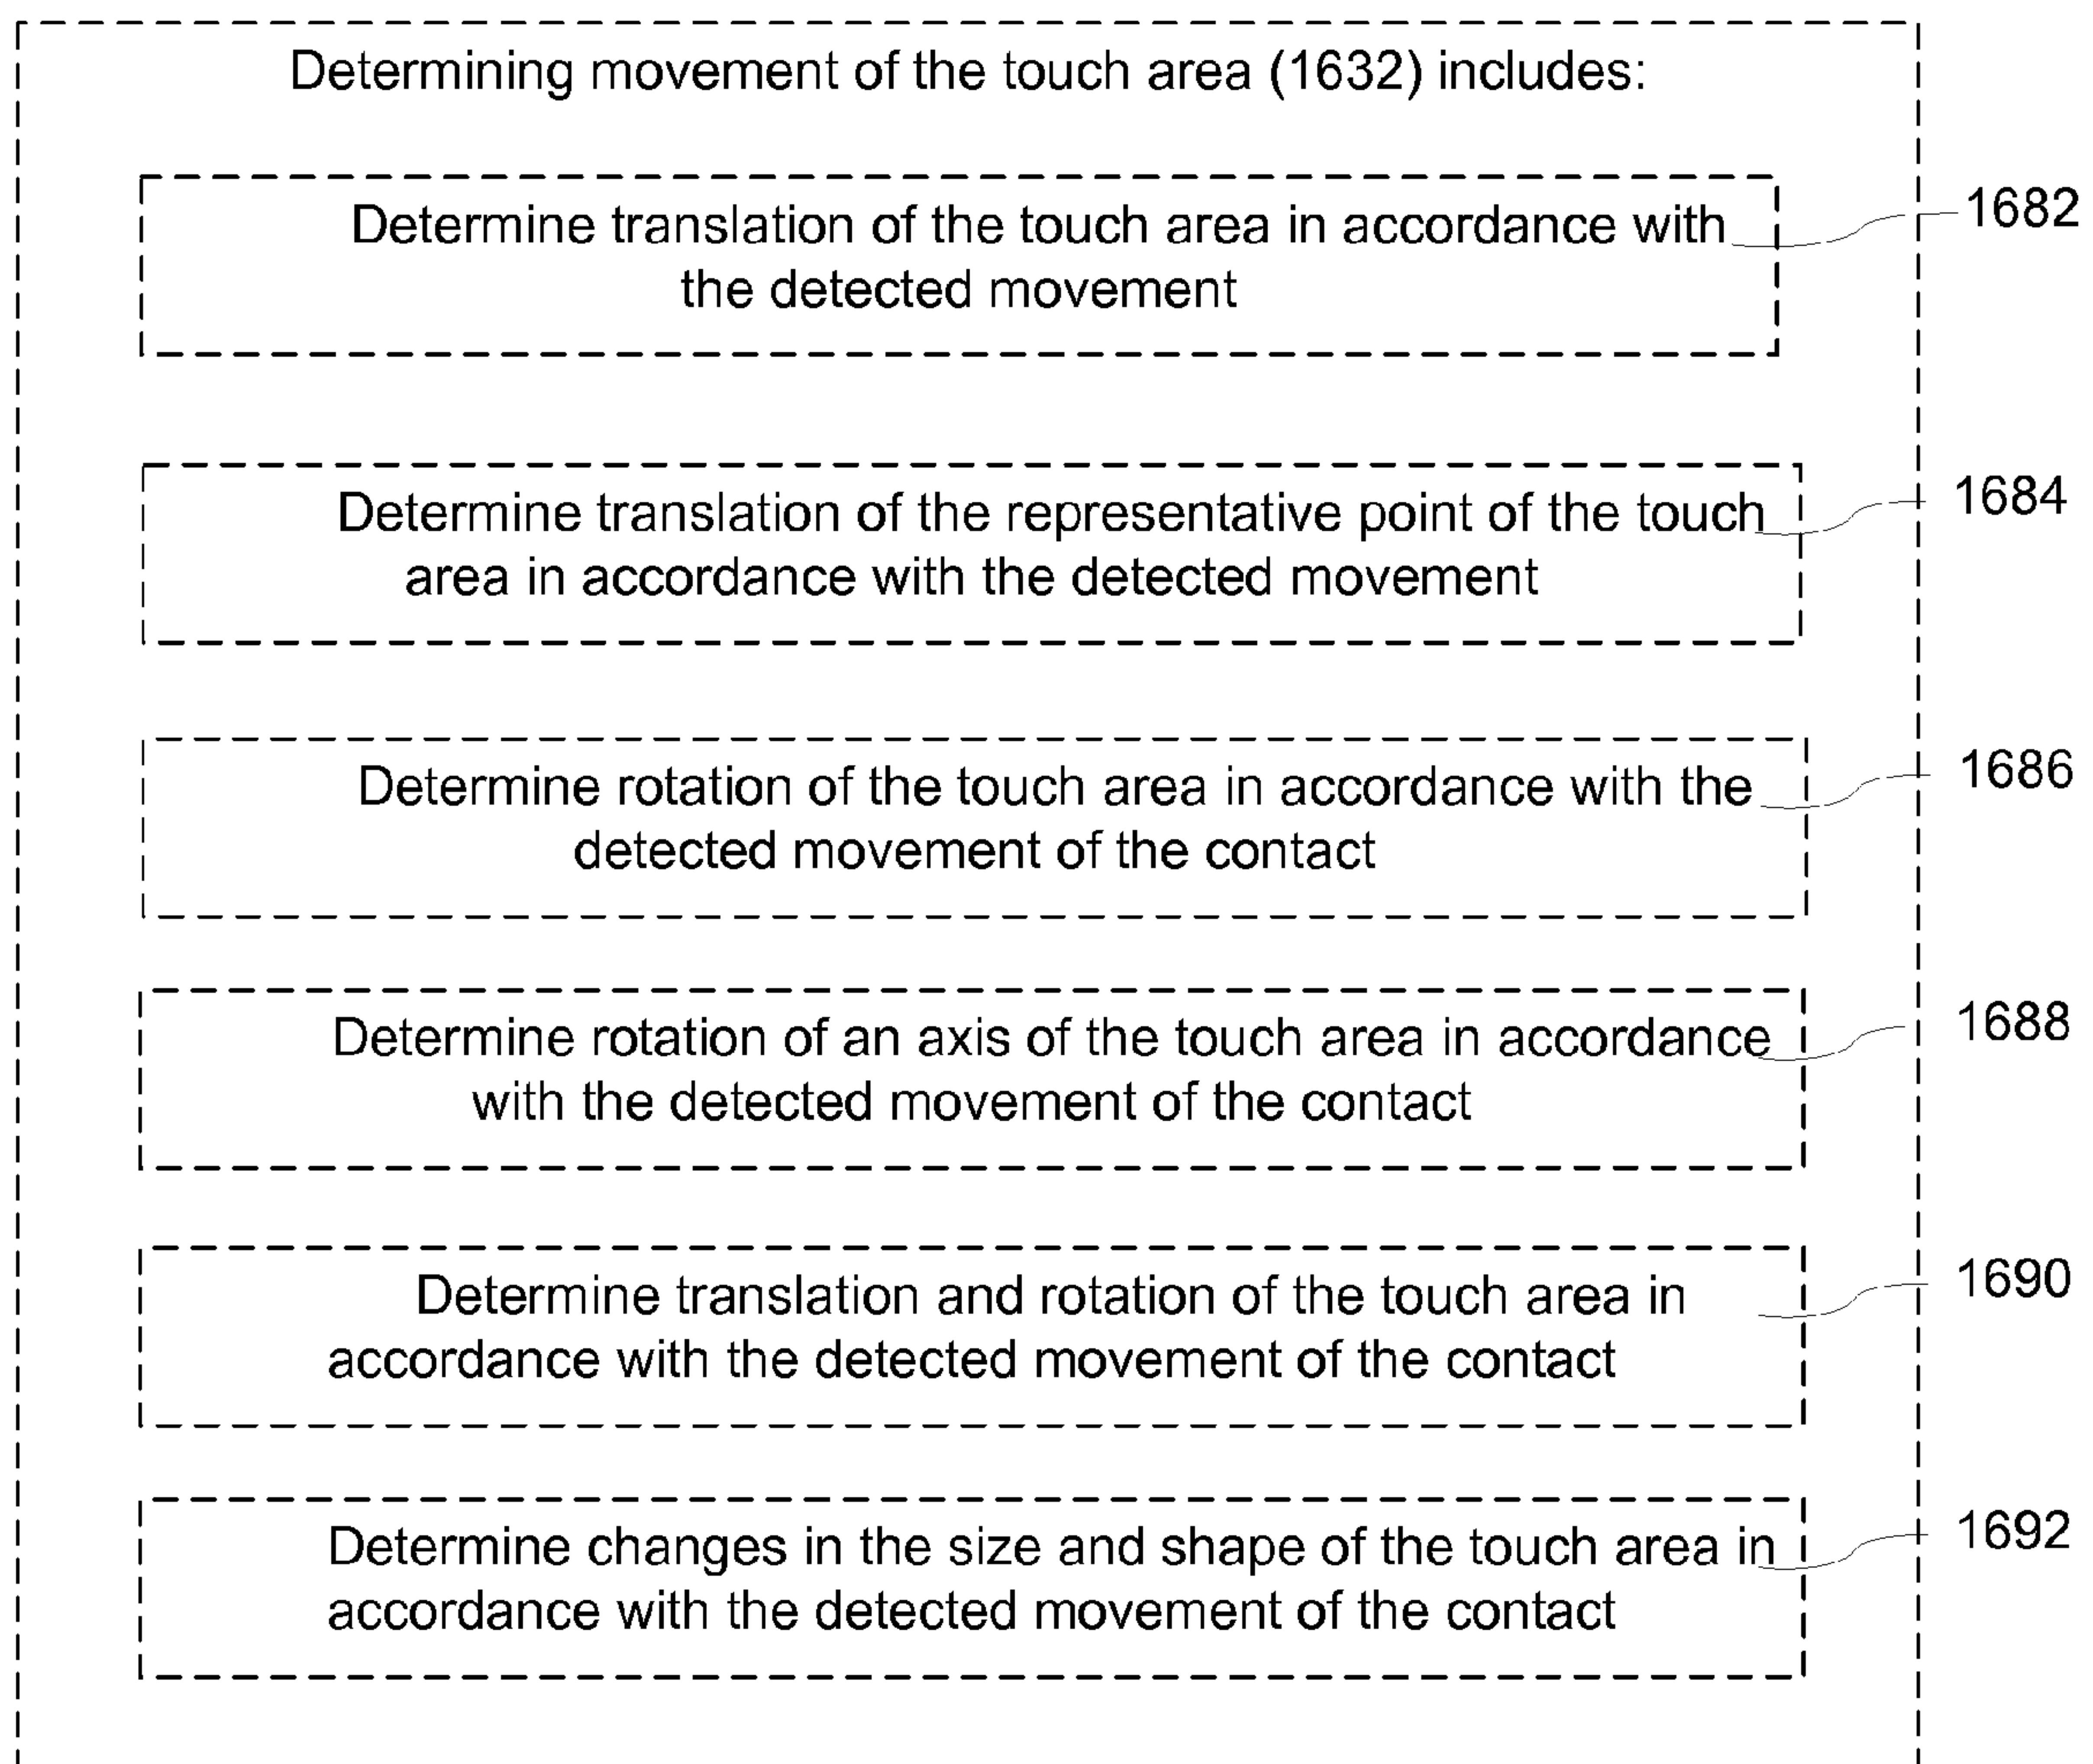 Determining movement of the touch area (1632) includes:
Determine translation of the touch area in accordance with
the detected movement
1682
Determine translation of the representative point of the touch
area in accordance with the detected movement
1684
Determine rotation of the touch area in accordance with the
detected movement of the contact
1686
Determine rotation of an axis of the touch area in accordance
with the detected movement of the contact
1688
Determine translation and rotation of the touch area in
accordance with the detected movement of the contact
1690
Determine changes in the size and shape of the touch area in
accordance with the detected movement of the contact
1692